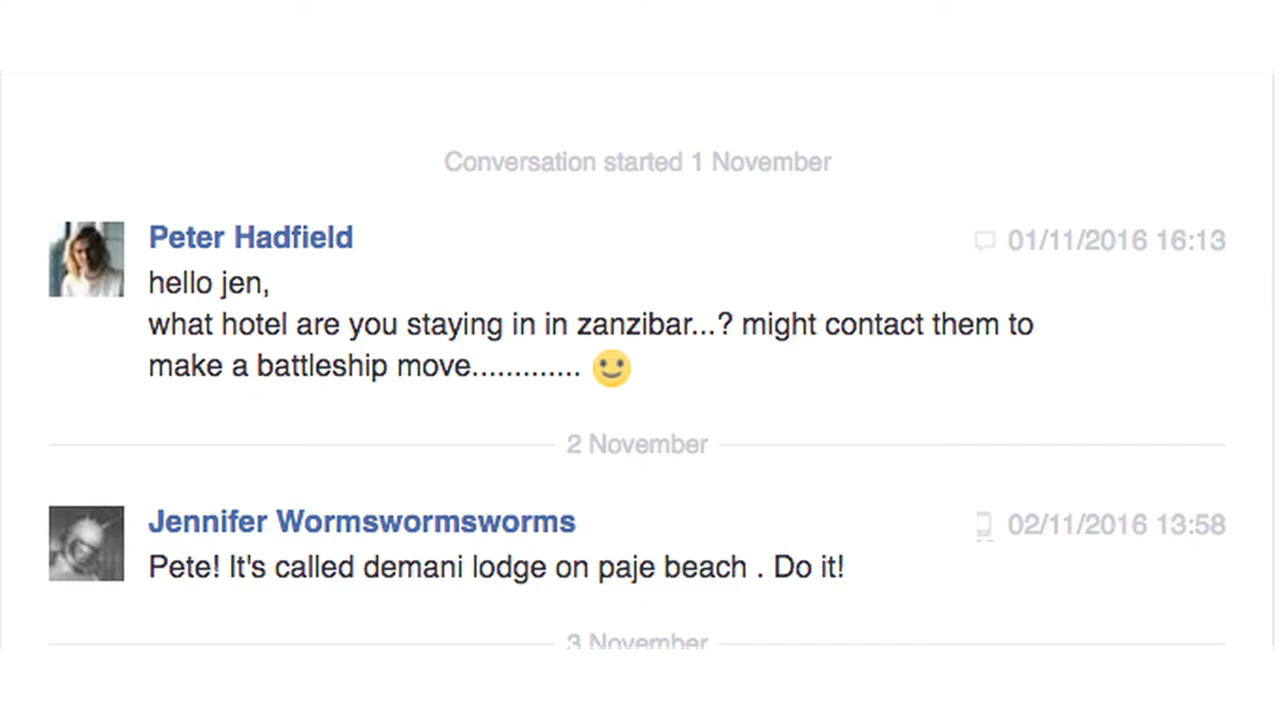 Conversation started 1 November
Peter Hadfield
01/11/2016 16:13
hello jen,
what hotel are you staying in in zanzibar...? might contact them to
make a battleship move............. 🙂
2 November
Jennifer Wormswormsworms
02/11/2016 13:58
Pete! It's called demani lodge on paje beach . Do it!
3 November